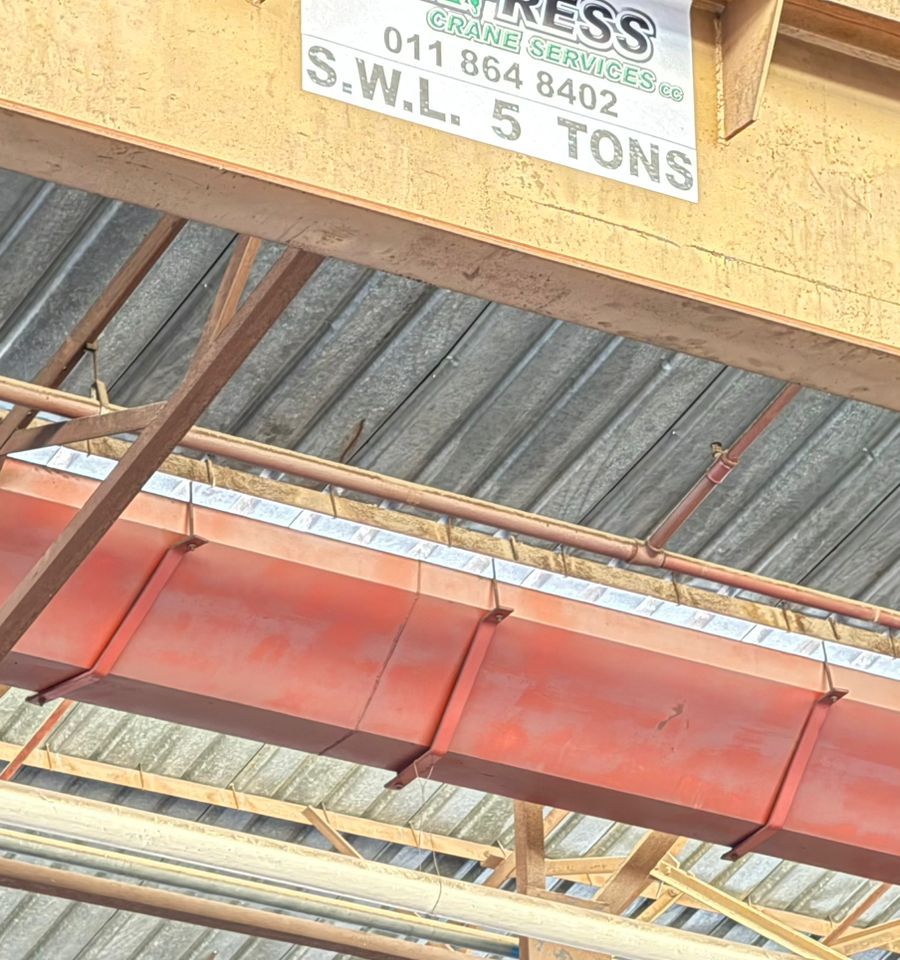 CRANE SERVICES CC
011 864 8402
S.W.L. 5 TONS